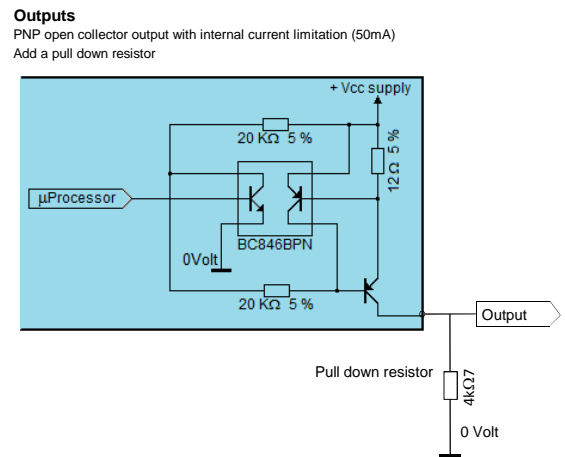 Outputs
PNP open collector output with internal current limitation (50mA)
Add a pull down resistor
+ Vcc supply
20 KΩ 5 %
12Ω 5 %
µProcessor
BC846BPN
0Volt
20 KΩ 5 %
Output
Pull down resistor
4kΩ7
0 Volt